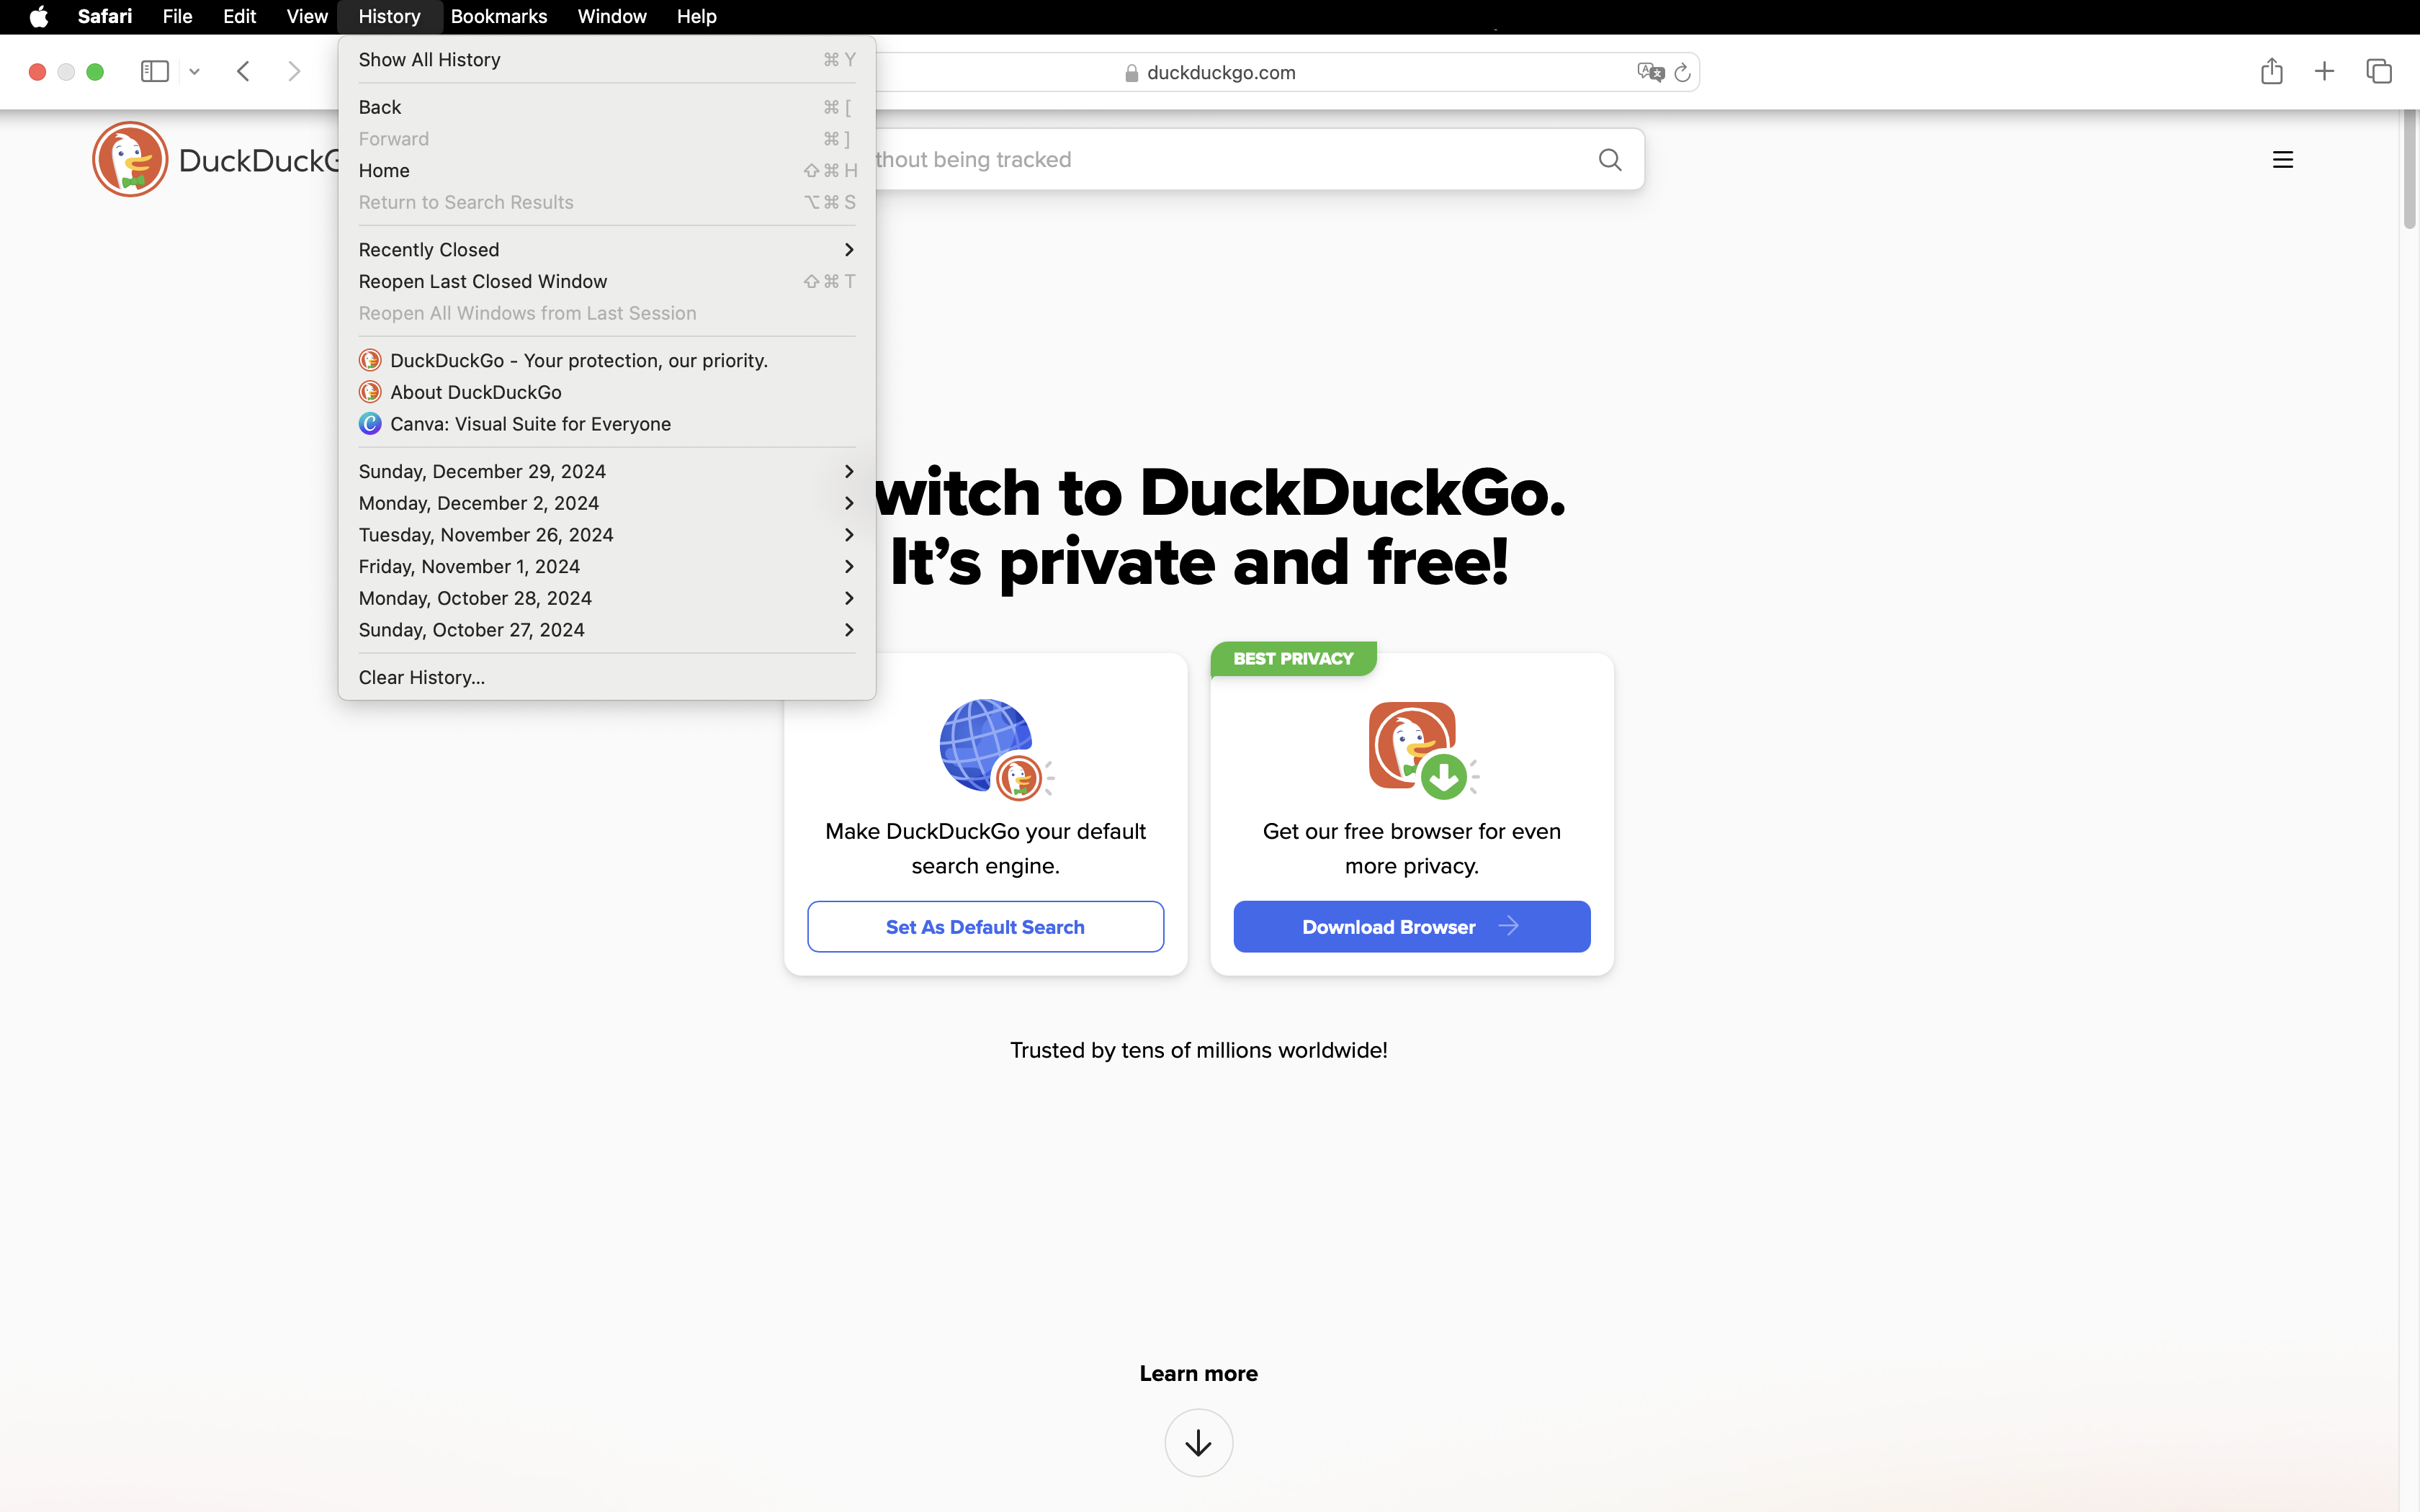 Safari File Edit View History Bookmarks Window Help
Show All History ⌘ Y
duckduckgo.com
Back ⌘ [
Forward ⌘ ]
Home ⇧ ⌘ H
Return to Search Results ⌥ ⌘ S
DuckDuckG
thout being tracked
Recently Closed
Reopen Last Closed Window ⇧ ⌘ T
Reopen All Windows from Last Session
DuckDuckGo - Your protection, our priority.
About DuckDuckGo
Canva: Visual Suite for Everyone
Sunday, December 29, 2024
Monday, December 2, 2024
Tuesday, November 26, 2024
Friday, November 1, 2024
Monday, October 28, 2024
Sunday, October 27, 2024
Clear History...
witch to DuckDuckGo.
It’s private and free!
Make DuckDuckGo your default
search engine.
Set As Default Search
BEST PRIVACY
Get our free browser for even
more privacy.
Download Browser
Trusted by tens of millions worldwide!
Learn more